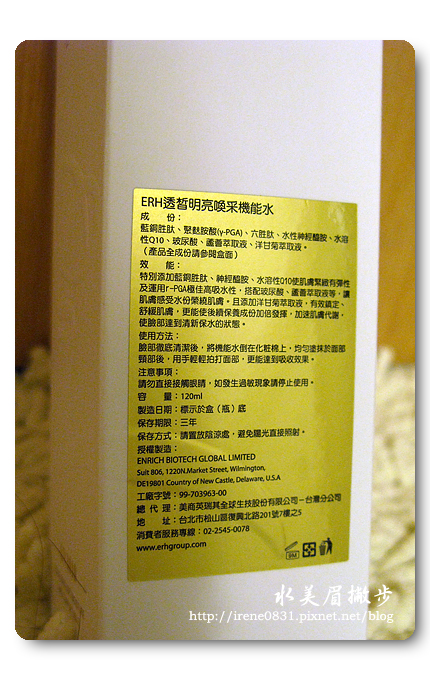 ERH透皙明亮喚采機能水
成　　份：
藍銅胜肽、聚麩胺酸(γ-PGA)、六胜肽、水性神經醯胺、水溶
性Q10、玻尿酸、蘆薈萃取液、洋甘菊萃取液。
（產品全成份請參閱盒面）
效　　能：
特別添加藍銅胜肽、神經醯胺、水溶性Q10使肌膚緊緻有彈性
及運用r-PGA極佳高吸水性，搭配玻尿酸、蘆薈萃取液等，讓
肌膚感受水份縈繞肌膚，且添加洋甘菊萃取液，有效鎮定、
舒緩肌膚，更能使後續保養成份加倍發揮，加速肌膚代謝，
使臉部達到清新保水的狀態。
使用方法：
臉部徹底清潔後，將機能水倒在化粧棉上，均勻塗抹於面部
頸部後，用手輕輕拍打面部，更能達到吸收效果。
注意事項：
請勿直接接觸眼睛，如發生過敏現象請停止使用。
容　　量：120ml
製造日期：標示於盒（瓶）底
保存期限：三年
保存方式：請置放陰涼處，避免陽光直接照射。
授權製造：
ENRICH BIOTECH GLOBAL LIMITED
Suit 806, 1220N.Market Street, Wilmington,
DE19801 Country of New Castle, Delaware, U.S.A
工廠字號：99-703963-00
總 代 理：美商英瑞其全球生技股份有限公司－台灣分公司
地　　址：台北市松山區復興北路201號7樓之5
消費者服務專線：02-2545-0078
www.erhgroup.com
6M
水美眉撇步
http://irene0831.pixnet.net/blog